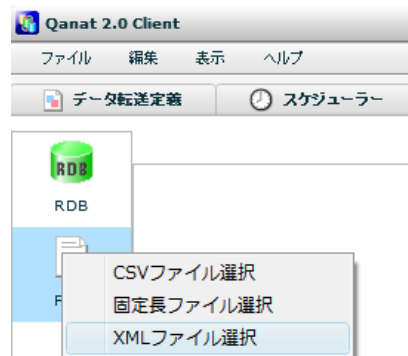 Qanat 2.0 Client
ファイル 編集 表示 ヘルプ
データ転送定義 スケジューラー
RDB
RDB
CSVファイル選択
固定長ファイル選択
XMLファイル選択